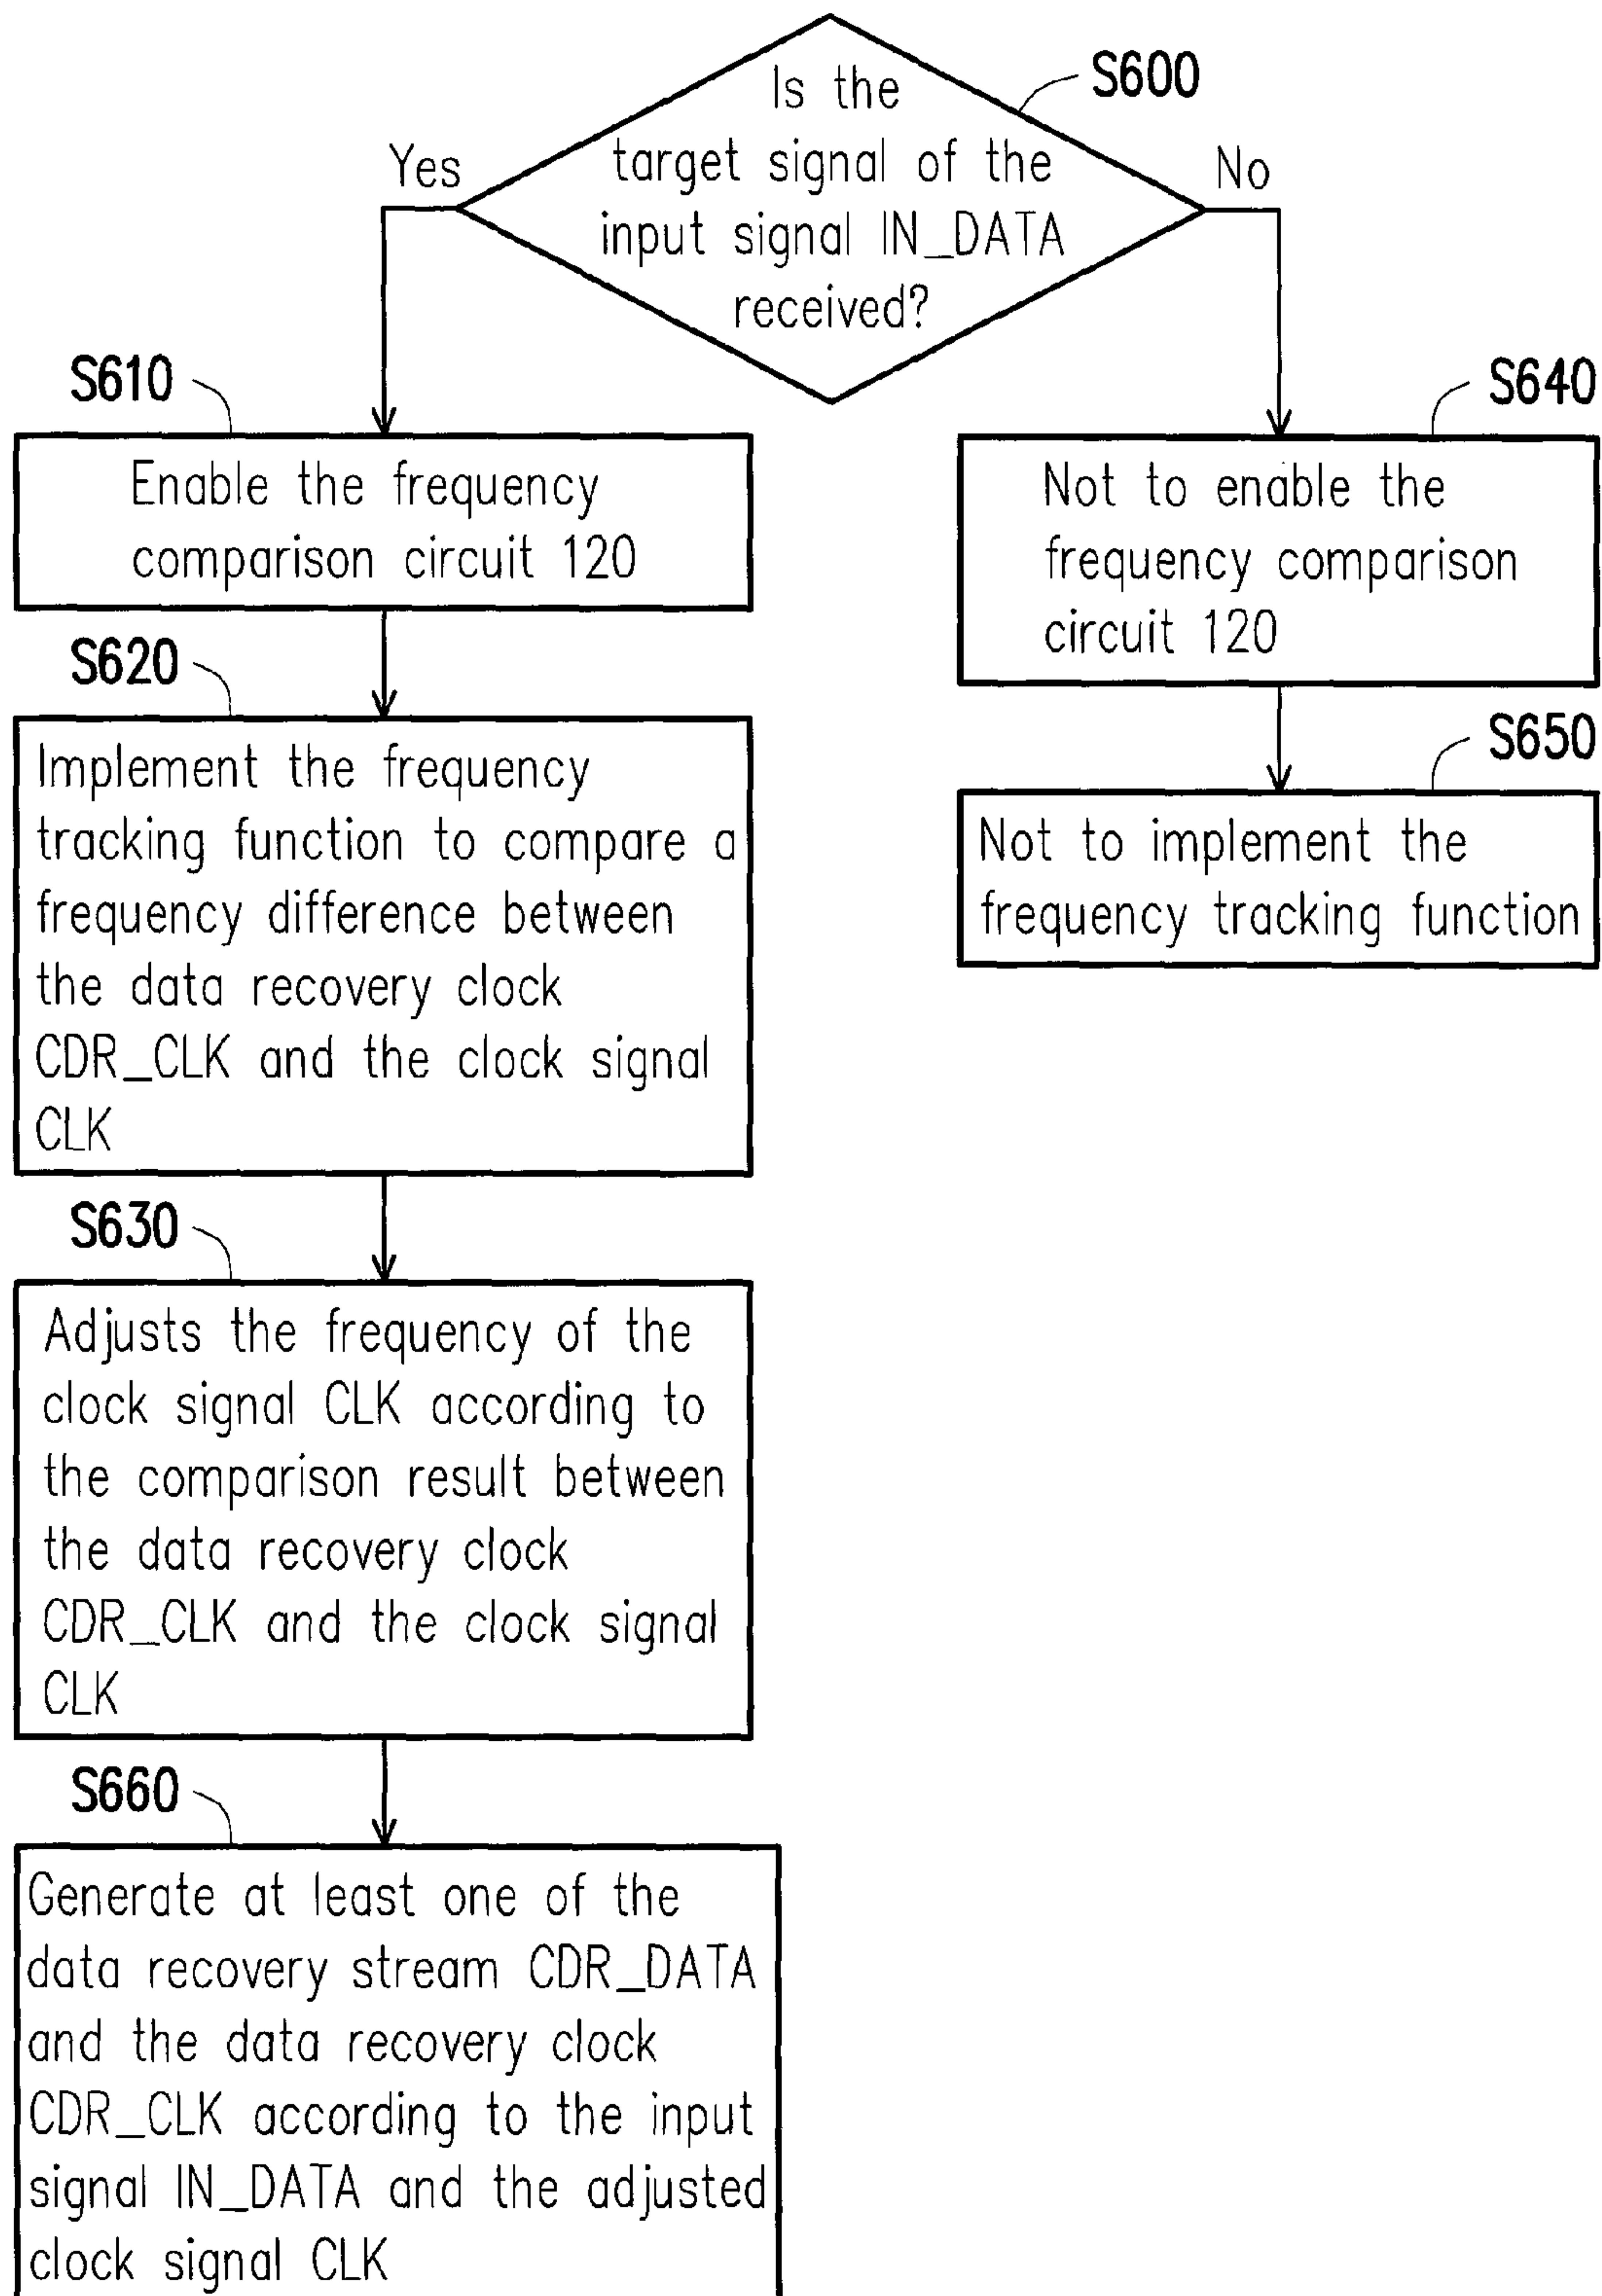 S600
Is the
target signal of the
input signal IN_DATA
received?
Yes
No
S610
Enable the frequency
comparison circuit 120
S620
Implement the frequency
tracking function to compare a
frequency difference between
the data recovery clock
CDR_CLK and the clock signal
CLK
S630
Adjusts the frequency of the
clock signal CLK according to
the comparison result between
the data recovery clock
CDR_CLK and the clock signal
CLK
S660
Generate at least one of the
data recovery stream CDR_DATA
and the data recovery clock
CDR_CLK according to the input
signal IN_DATA and the adjusted
clock signal CLK
S640
Not to enable the
frequency comparison
circuit 120
S650
Not to implement the
frequency tracking function